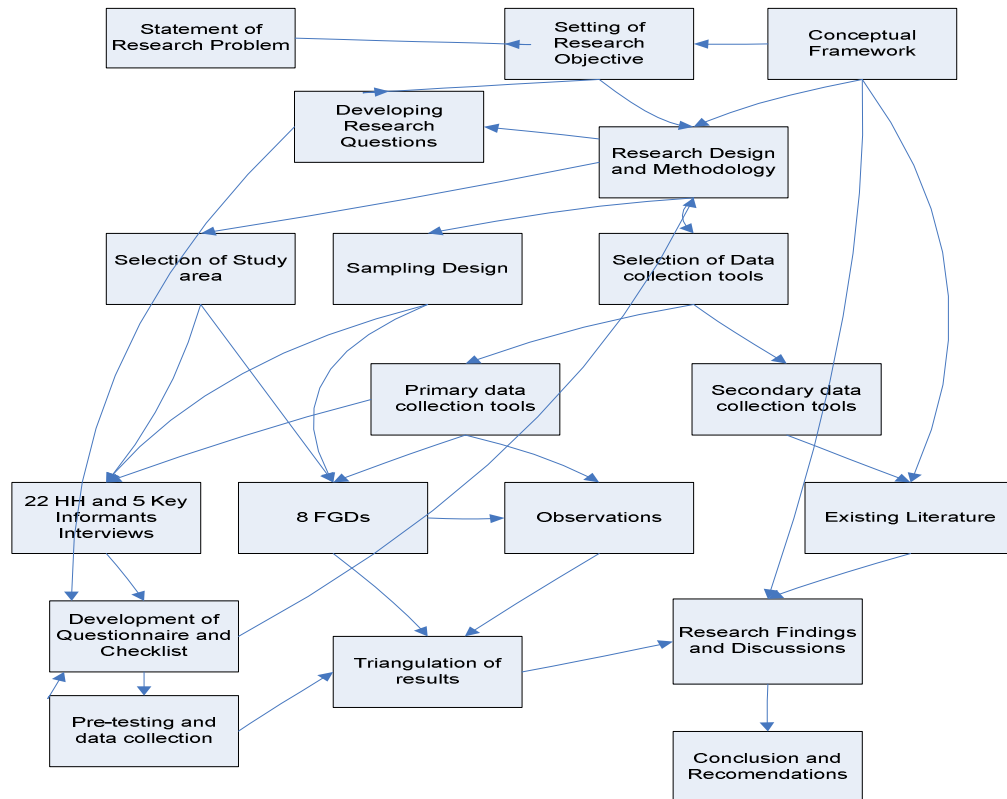 Statement of
Research Problem
Setting of
Research
Objective
Conceptual
Framework
Developing
Research
Questions
Research Design
and Methodology
Selection of Study
area
Sampling Design
Selection of Data
collection tools
Primary data
collection tools
Secondary data
collection tools
22 HH and 5 Key
Informants
Interviews
8 FGDs
Observations
Existing Literature
Development of
Questionnaire and
Checklist
Triangulation of
results
Research Findings
and Discussions
Pre-testing and
data collection
Conclusion and
Recomendations